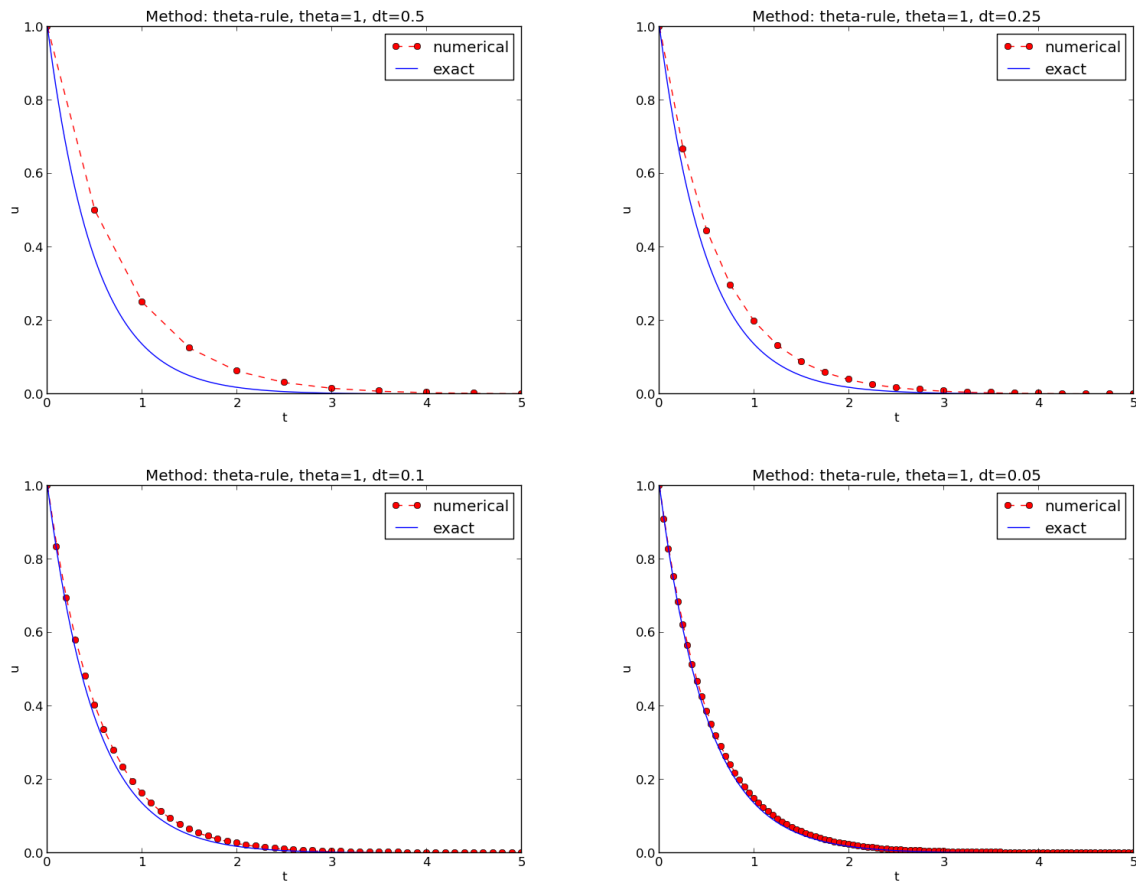 Method: theta-rule, theta=1, dt=0.5
1.0
0.8
0.6
0.4
0.2
0.0
u
numerical
exact
0 1 2 3 4 5
t
Method: theta-rule, theta=1, dt=0.25
1.0
0.8
0.6
0.4
0.2
0.0
u
numerical
exact
0 1 2 3 4 5
t
Method: theta-rule, theta=1, dt=0.1
1.0
0.8
0.6
0.4
0.2
0.0
u
numerical
exact
0 1 2 3 4 5
t
Method: theta-rule, theta=1, dt=0.05
1.0
0.8
0.6
0.4
0.2
0.0
u
numerical
exact
0 1 2 3 4 5
t